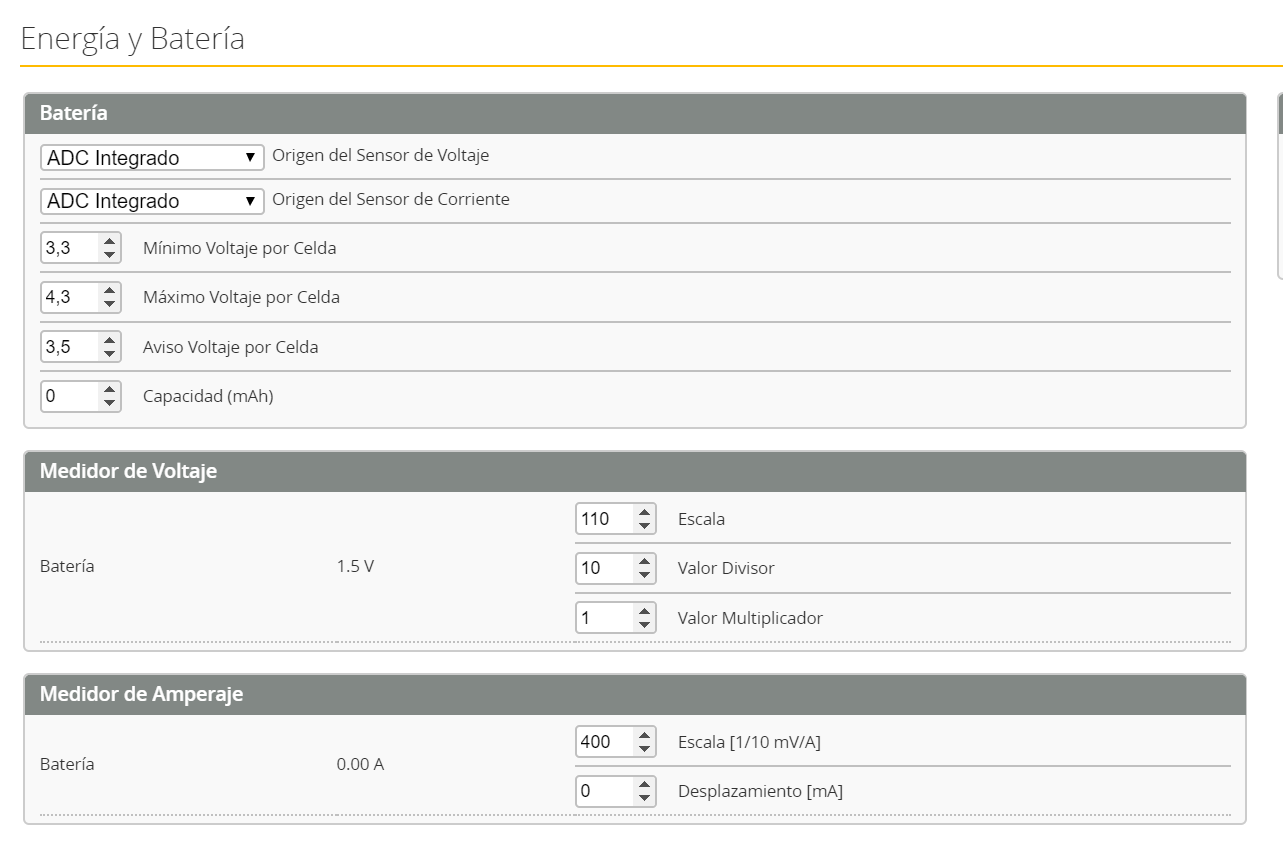 Energía y Batería
Batería
ADC Integrado Origen del Sensor de Voltaje
ADC Integrado Origen del Sensor de Corriente
3,3 Mínimo Voltaje por Celda
4,3 Máximo Voltaje por Celda
3,5 Aviso Voltaje por Celda
0 Capacidad (mAh)
Medidor de Voltaje
110 Escala
Batería 1.5 V 10 Valor Divisor
1 Valor Multiplicador
Medidor de Amperaje
400 Escala [1/10 mV/A]
Batería 0.00 A
0 Desplazamiento [mA]